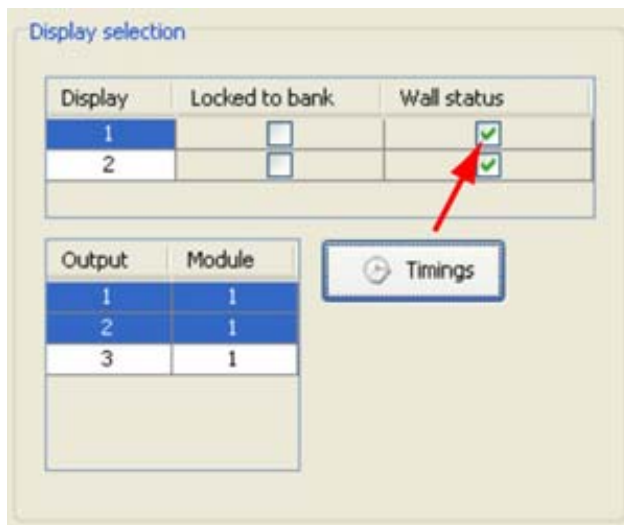 Display selection
Display Locked to bank Wall status
1
2
Output Module
1 1
2 1
3 1
Timings